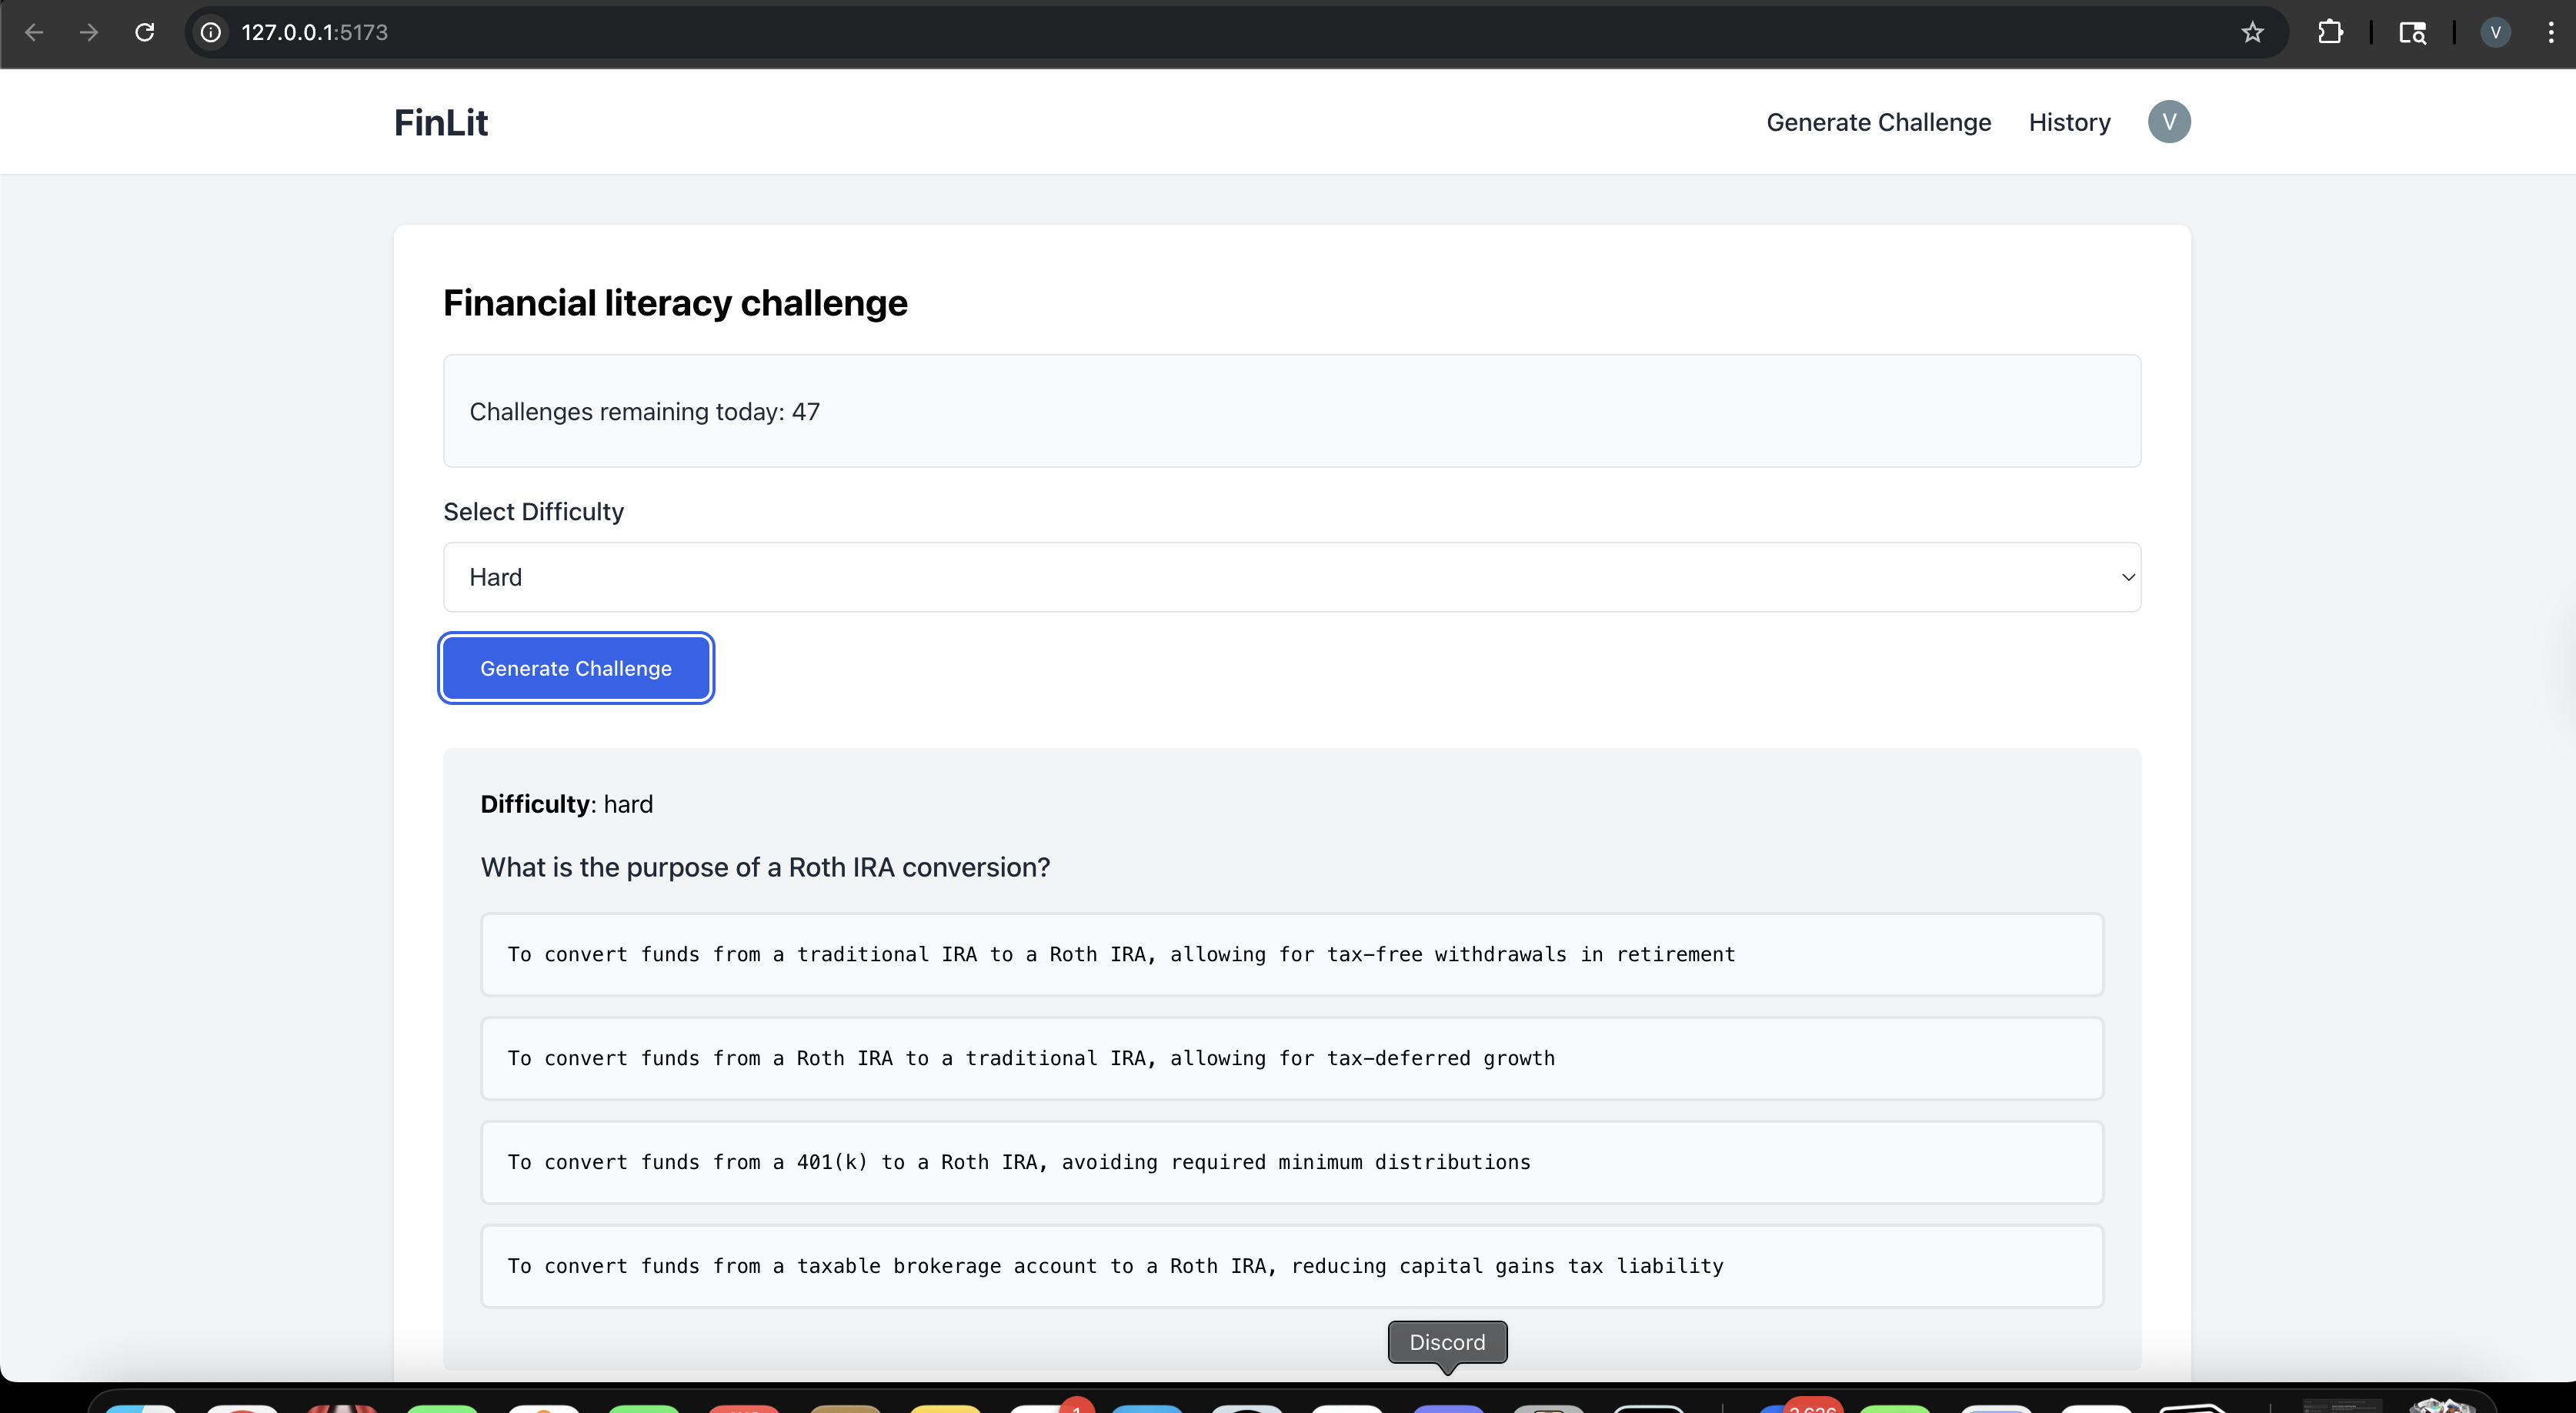 127.0.0.1:5173
V
FinLit
Generate Challenge
History
V
Financial literacy challenge
Challenges remaining today: 47
Select Difficulty
Hard
Generate Challenge
Difficulty: hard
What is the purpose of a Roth IRA conversion?
To convert funds from a traditional IRA to a Roth IRA, allowing for tax-free withdrawals in retirement
To convert funds from a Roth IRA to a traditional IRA, allowing for tax-deferred growth
To convert funds from a 401(k) to a Roth IRA, avoiding required minimum distributions
To convert funds from a taxable brokerage account to a Roth IRA, reducing capital gains tax liability
Discord